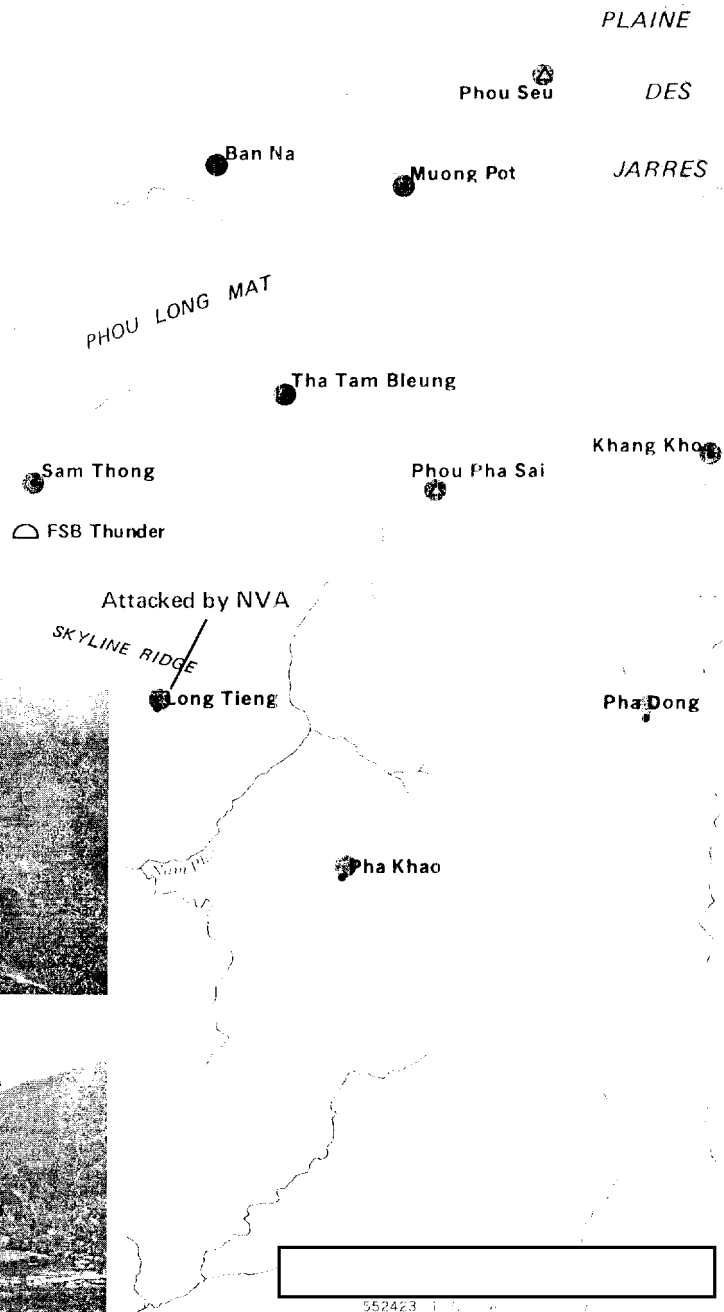 PLAINE
Phou Seu
DES
Ban Na
Muong Pot
JARRES
PHOU LONG MAT
Tha Tam Bleung
Khang Kho
Sam Thong
Phou Pha Sai
FSB Thunder
Attacked by NVA
SKYLINE RIDGE
Long Tieng
Pha Dong
Nam
Pha Khao
552423